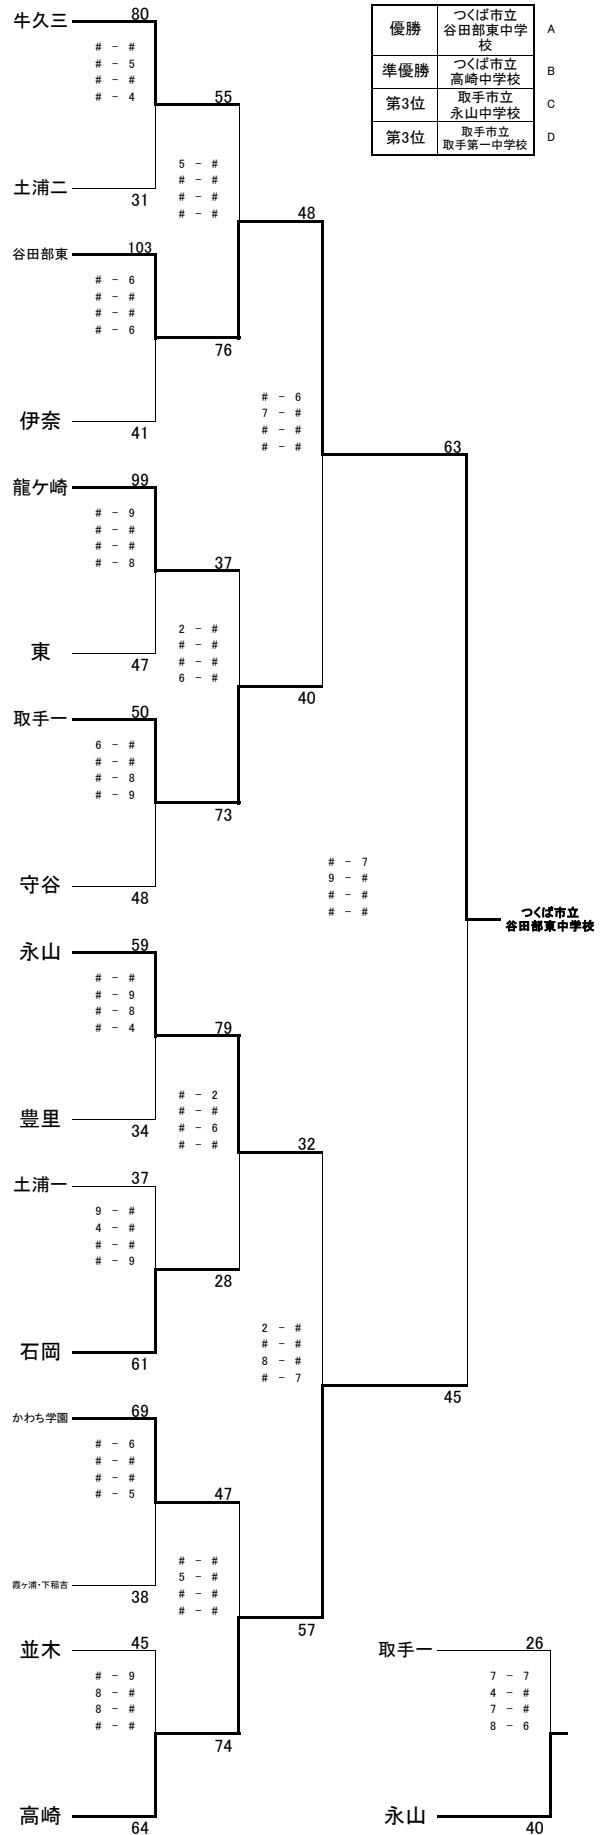 牛久三 80
# - #
# - 5
# - #
# - 4
55
土浦二 31
5 - #
# - #
# - #
# - #
48
谷田部東 103
# - 6
# - #
# - #
# - 6
76
伊奈 41
# - 6
7 - #
# - #
# - #
63
龍ケ崎 99
# - 9
# - #
# - #
# - 8
37
東 47
2 - #
# - #
# - #
6 - #
40
取手一 50
6 - #
# - #
# - 8
# - 9
73
守谷 48
# - 7
9 - #
# - #
# - #
つくば市立
谷田部東中学校
永山 59
# - #
# - 9
# - 8
# - 4
79
豊里 34
# - 2
# - #
# - 6
# - #
32
土浦一 37
9 - #
4 - #
# - #
# - 9
28
石岡 61
2 - #
# - #
8 - #
# - 7
45
かわち学園 69
# - 6
# - #
# - #
# - 5
47
霞ヶ浦・下稲吉 38
# - #
5 - #
# - #
# - #
57
並木 45
# - 9
8 - #
8 - #
# - #
74
高崎 64
優勝 つくば市立
谷田部東中学
校 A
準優勝 つくば市立
高崎中学校 B
第3位 取手市立
永山中学校 C
第3位 取手市立
取手第一中学校 D
取手一 26
7 - 7
4 - #
7 - #
8 - 6
永山 40